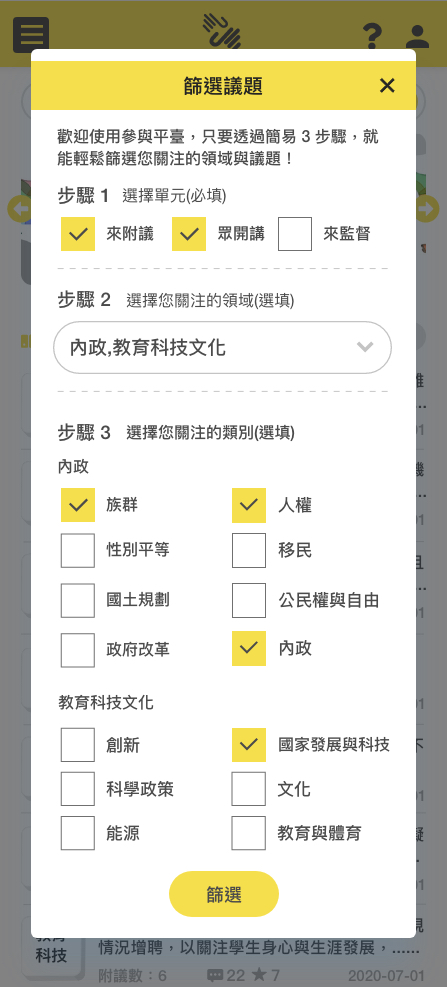 篩選議題
歡迎使用參與平臺，只要透過簡易 3 步驟，就
能輕鬆篩選您關注的領域與議題！
步驟 1 選擇單元(必填)
來附議 眾開講 來監督
步驟 2 選擇您關注的領域(選填)
內政,教育科技文化
步驟 3 選擇您關注的類別(選填)
內政
族群 人權
性別平等 移民
國土規劃 公民權與自由
政府改革 內政
教育科技文化
創新 國家發展與科技
科學政策 文化
能源 教育與體育
篩選
科技 情況增聘，以關注學生身心與生涯發展，......
附議數：6 22 7 2020-07-01